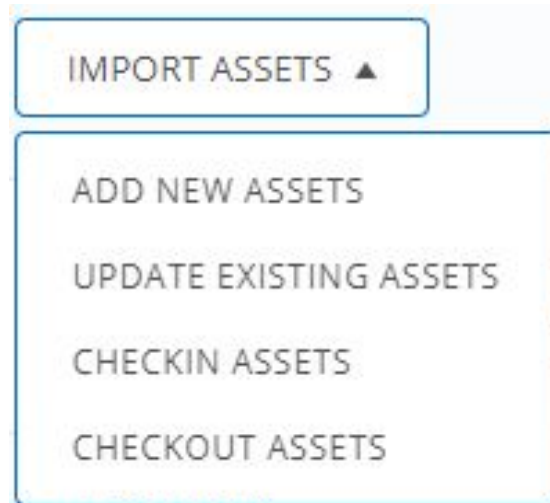 IMPORT ASSETS ▲
ADD NEW ASSETS
UPDATE EXISTING ASSETS
CHECKIN ASSETS
CHECKOUT ASSETS